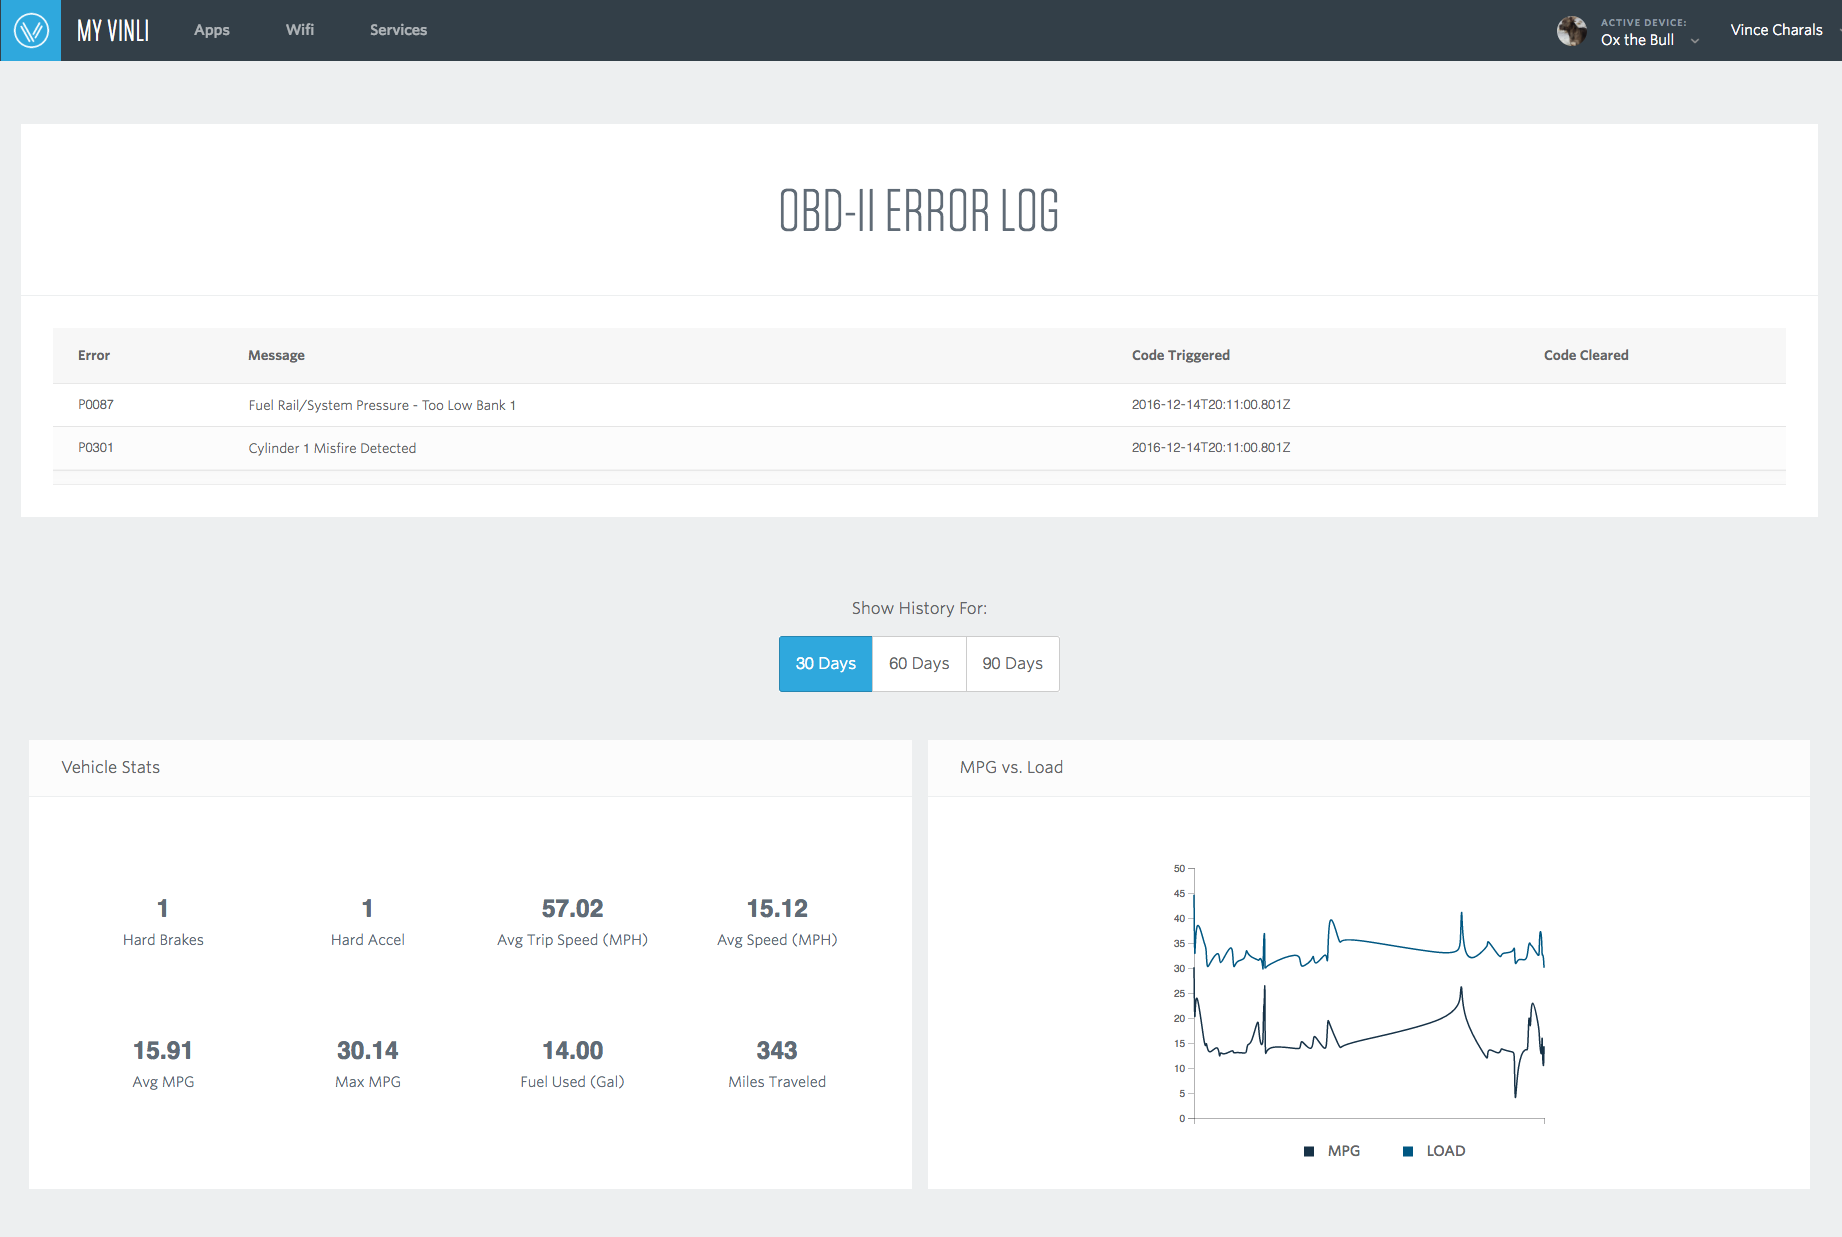 MY VINLI
Apps
Wifi
Services
ACTIVE DEVICE:
Ox the Bull
Vince Charals
OBD-II ERROR LOG
Error Message Code Triggered Code Cleared
P0087 Fuel Rail/System Pressure - Too Low Bank 1 2016-12-14T20:11:00.801Z
P0301 Cylinder 1 Misfire Detected 2016-12-14T20:11:00.801Z
Show History For:
30 Days 60 Days 90 Days
Vehicle Stats
1 1 57.02 15.12
Hard Brakes Hard Accel Avg Trip Speed (MPH) Avg Speed (MPH)
15.91 30.14 14.00 343
Avg MPG Max MPG Fuel Used (Gal) Miles Traveled
MPG vs. Load
50
45
40
35
30
25
20
15
10
5
0
MPG LOAD